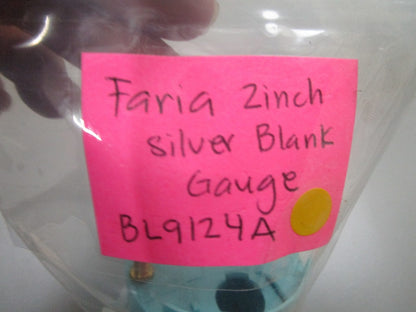 Faria 2inch
silver Blank
Gauge
BL9124A